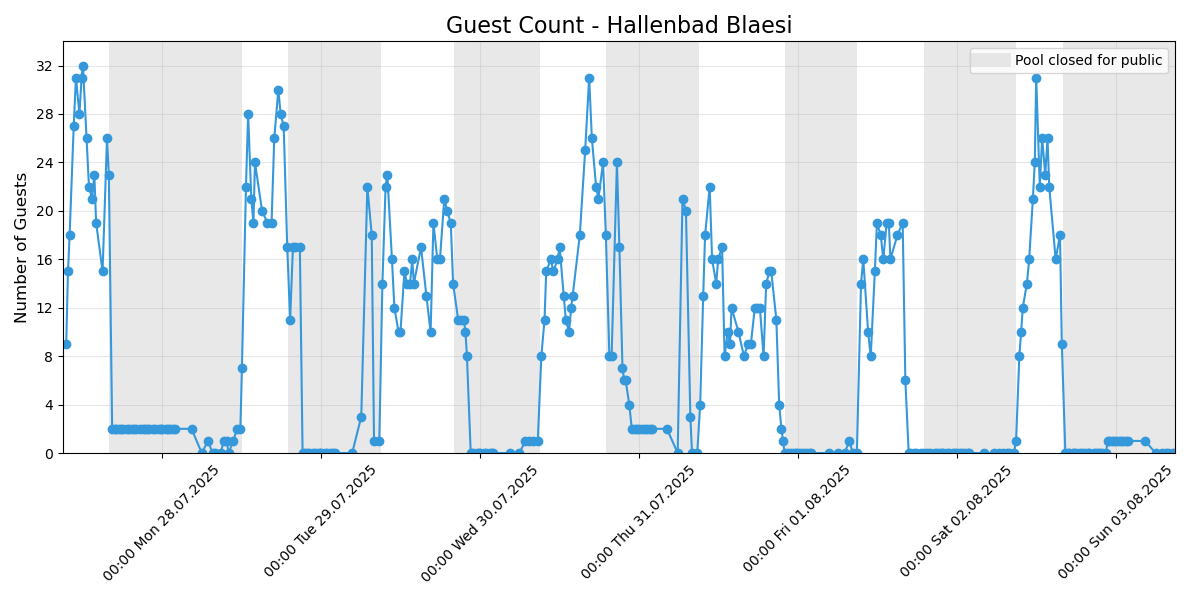 Guest Count - Hallenbad Blaesi
Pool closed for public
Number of Guests
32
28
24
20
16
12
8
4
0
00:00 Mon 28.07.2025
00:00 Tue 29.07.2025
00:00 Wed 30.07.2025
00:00 Thu 31.07.2025
00:00 Fri 01.08.2025
00:00 Sat 02.08.2025
00:00 Sun 03.08.2025